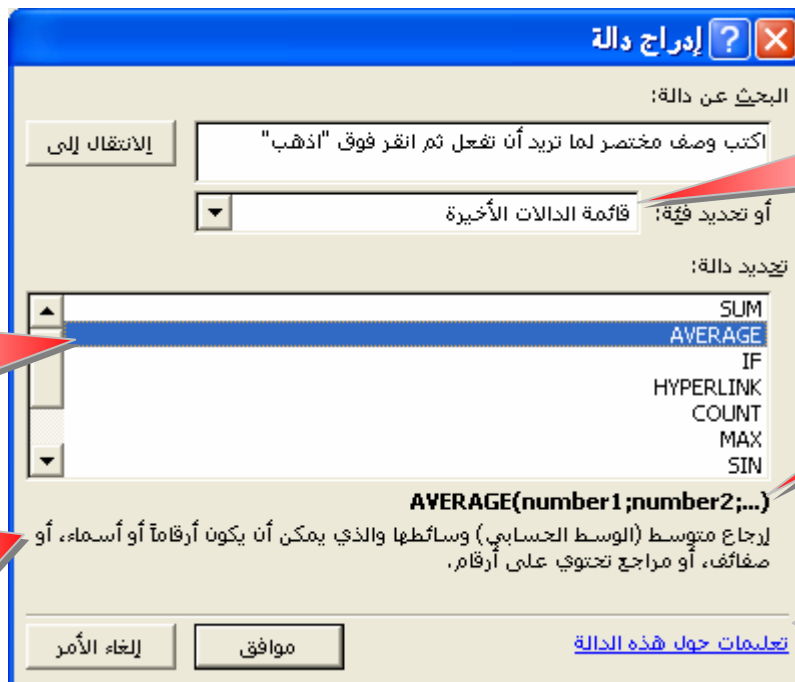 إدراج دالة
البحث عن دالة:
اكتب وصف مختصر لما تريد أن تفعل ثم انقر فوق "اذهب"
الانتقال إلى
أو تحديد فئة: قائمة الدالات الأخيرة
تحديد دالة:
SUM
AVERAGE
IF
HYPERLINK
COUNT
MAX
SIN
AVERAGE(number1;number2;...)
إرجاع متوسط (الوسط الحسابي) وسائطها والذي يمكن أن يكون أرقاماً أو أسماء، أو
صفائف، أو مراجع تحتوي على أرقام.
تعليمات حول هذه الدالة
موافق
إلغاء الأمر